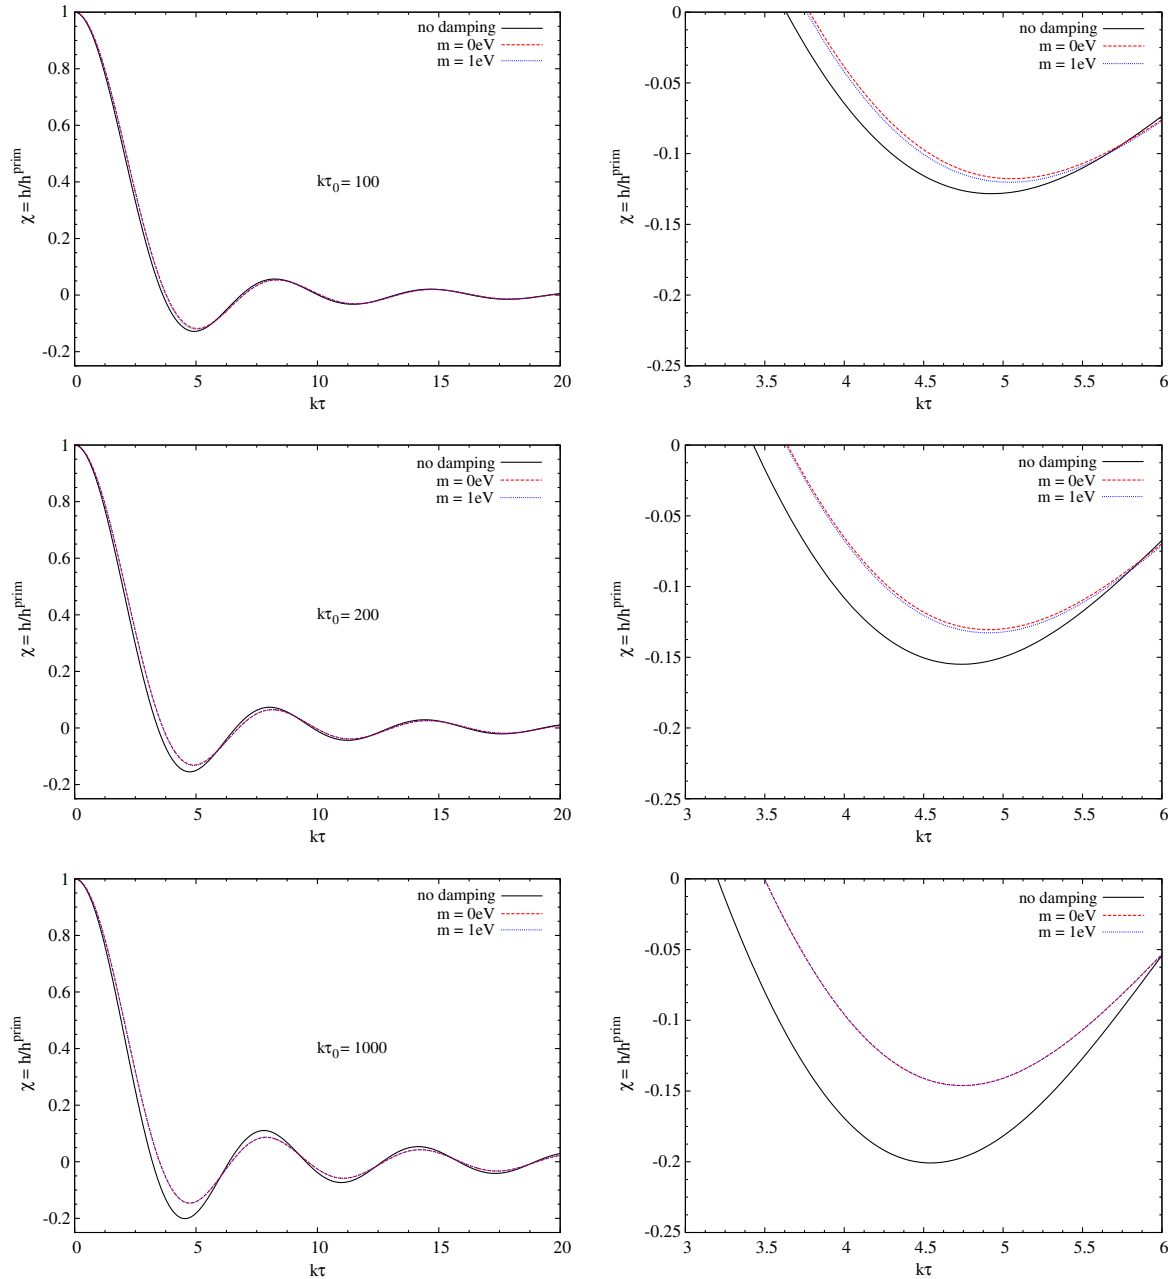 1
0.8
0.6
0.4
0.2
0
-0.2
χ = h/h^prim
no damping
m = 0eV
m = 1eV
kτ₀ = 100
0 5 10 15 20
kτ
0
-0.05
-0.1
-0.15
-0.2
-0.25
χ = h/h^prim
no damping
m = 0eV
m = 1eV
3 3.5 4 4.5 5 5.5 6
kτ
1
0.8
0.6
0.4
0.2
0
-0.2
χ = h/h^prim
no damping
m = 0eV
m = 1eV
kτ₀ = 200
0 5 10 15 20
kτ
0
-0.05
-0.1
-0.15
-0.2
-0.25
χ = h/h^prim
no damping
m = 0eV
m = 1eV
3 3.5 4 4.5 5 5.5 6
kτ
1
0.8
0.6
0.4
0.2
0
-0.2
χ = h/h^prim
no damping
m = 0eV
m = 1eV
kτ₀ = 1000
0 5 10 15 20
kτ
0
-0.05
-0.1
-0.15
-0.2
-0.25
χ = h/h^prim
no damping
m = 0eV
m = 1eV
3 3.5 4 4.5 5 5.5 6
kτ